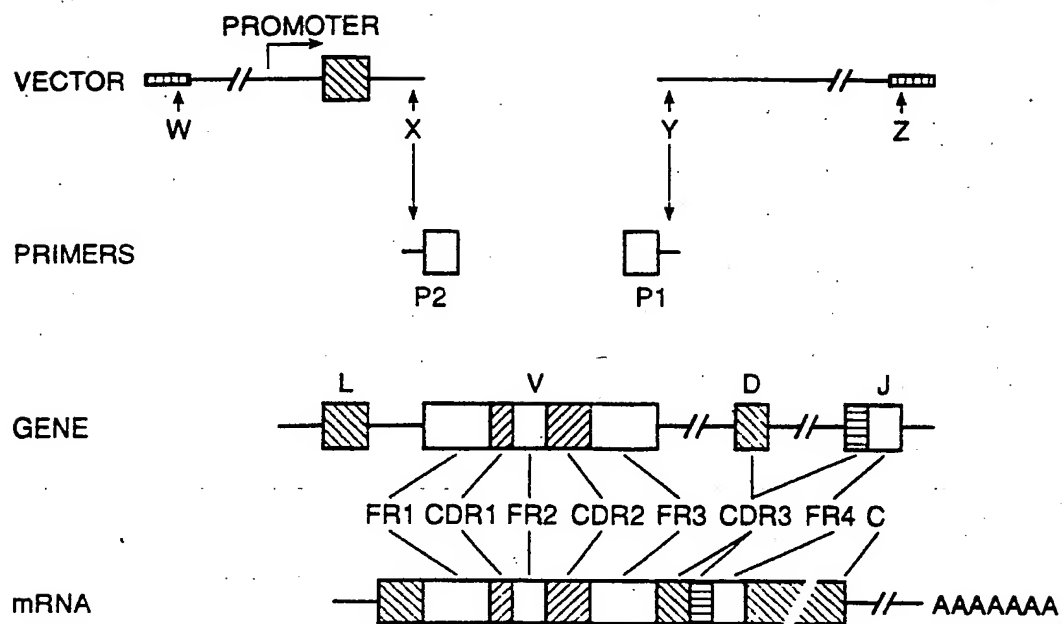 PROMOTER
VECTOR
W X Y Z
PRIMERS
P2 P1
L V D J
GENE
FR1 CDR1 FR2 CDR2 FR3 CDR3 FR4 C
mRNA AAAAAAA